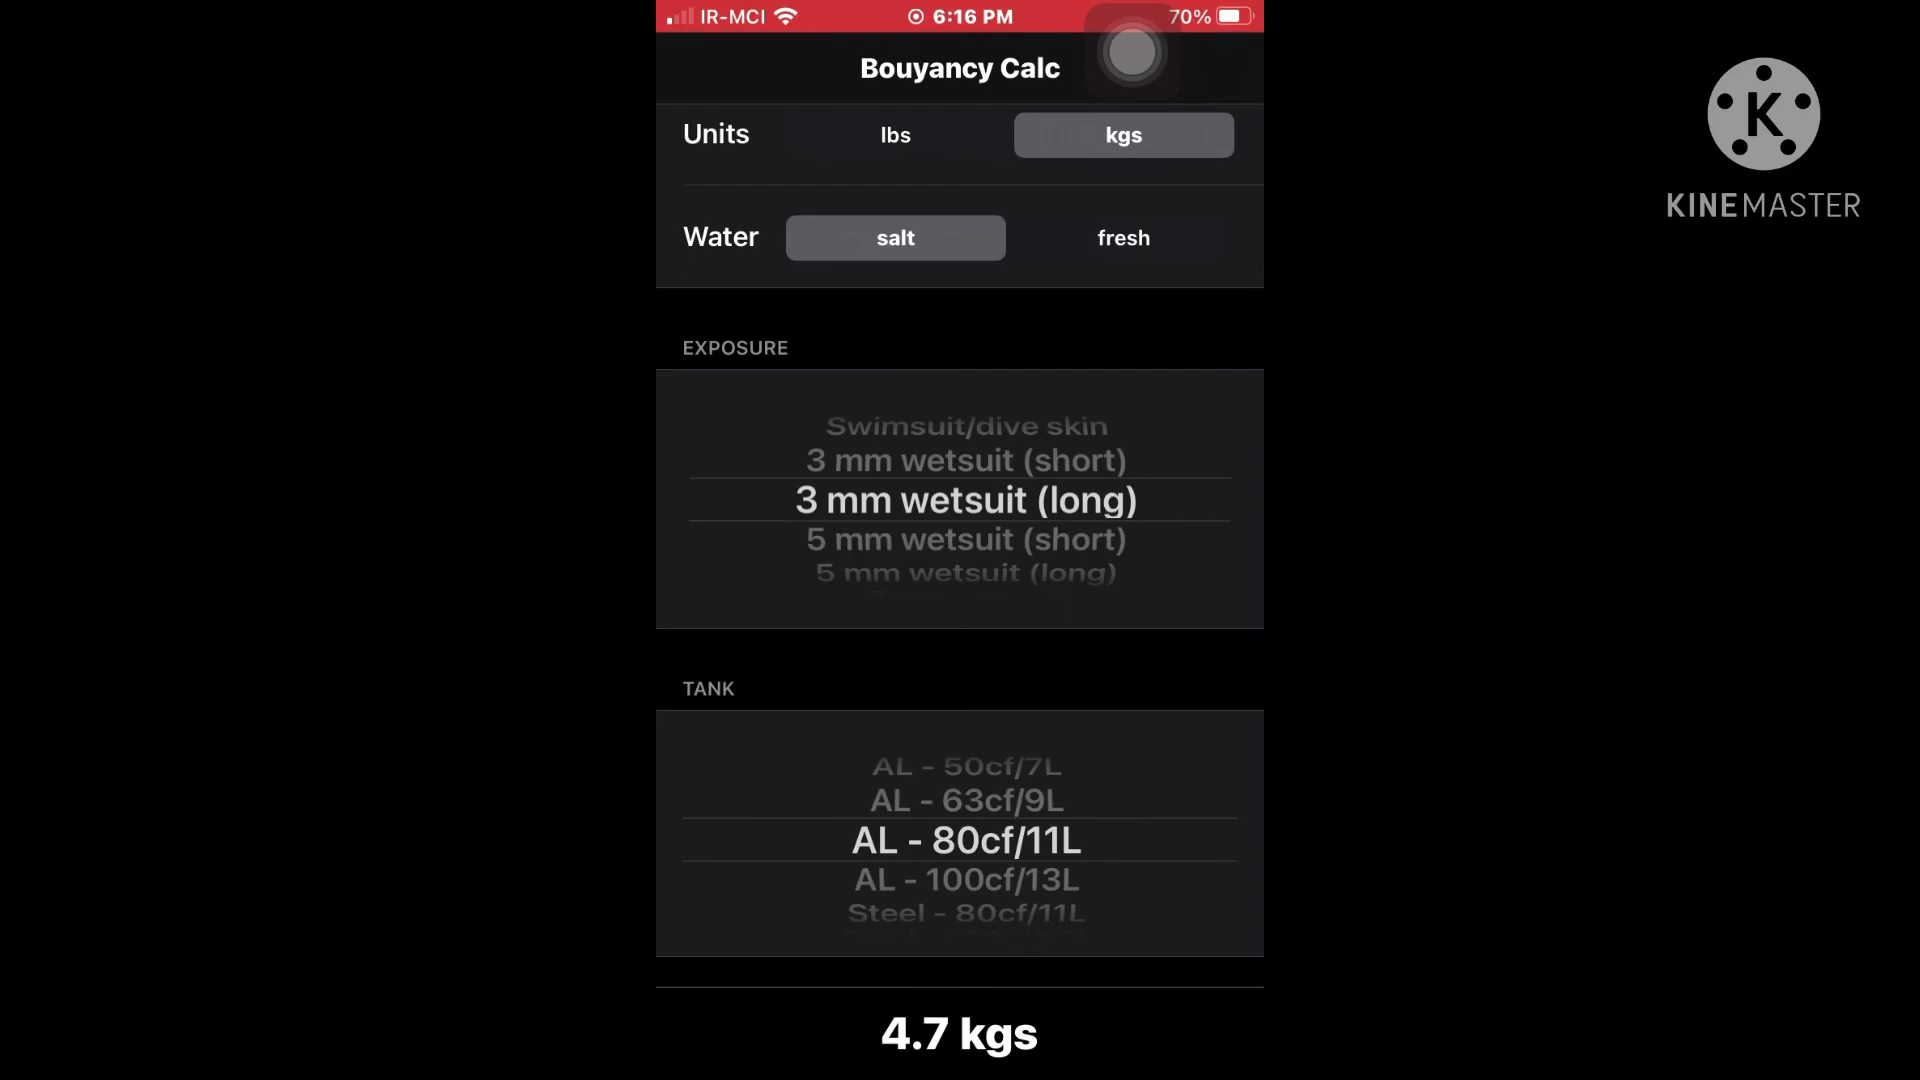 IR-MCI 6:16 PM 70%
Bouyancy Calc
K
KINEMASTER
Units lbs kgs
Water salt fresh
EXPOSURE
Swimsuit/dive skin
3 mm wetsuit (short)
3 mm wetsuit (long)
5 mm wetsuit (short)
5 mm wetsuit (long)
TANK
AL - 50cf/7L
AL - 63cf/9L
AL - 80cf/11L
AL - 100cf/13L
Steel - 80cf/11L
4.7 kgs